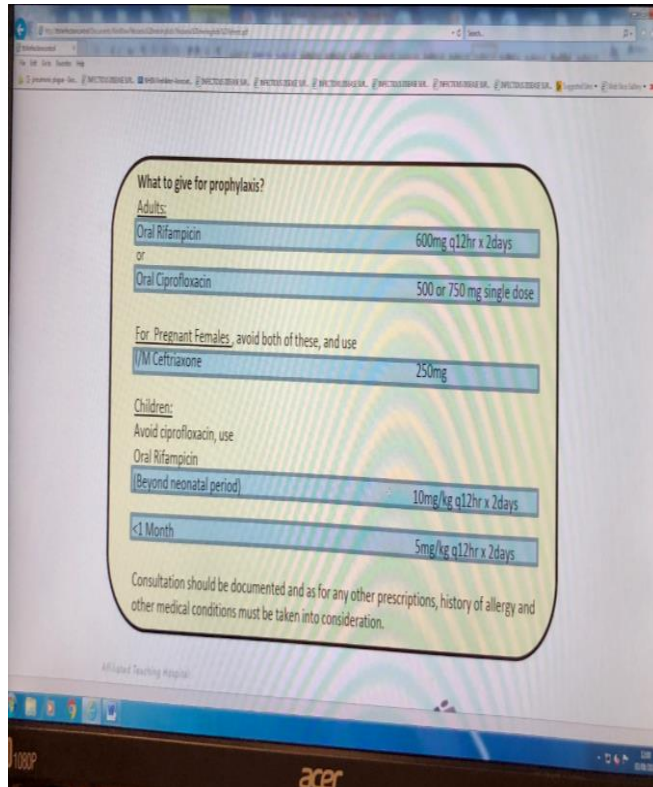 What to give for prophylaxis?
Adults:
Oral Rifampicin 600mg q12hr x 2days
or
Oral Ciprofloxacin 500 or 750 mg single dose
For Pregnant Females, avoid both of these, and use
I/M Ceftriaxone 250mg
Children:
Avoid ciprofloxacin, use
Oral Rifampicin
(Beyond neonatal period) 10mg/kg q12hr x 2days
<1 Month 5mg/kg q12hr x 2days
Consultation should be documented and as for any other prescriptions, history of allergy and
other medical conditions must be taken into consideration.
Affiliated Teaching Hospital
1080P
acer